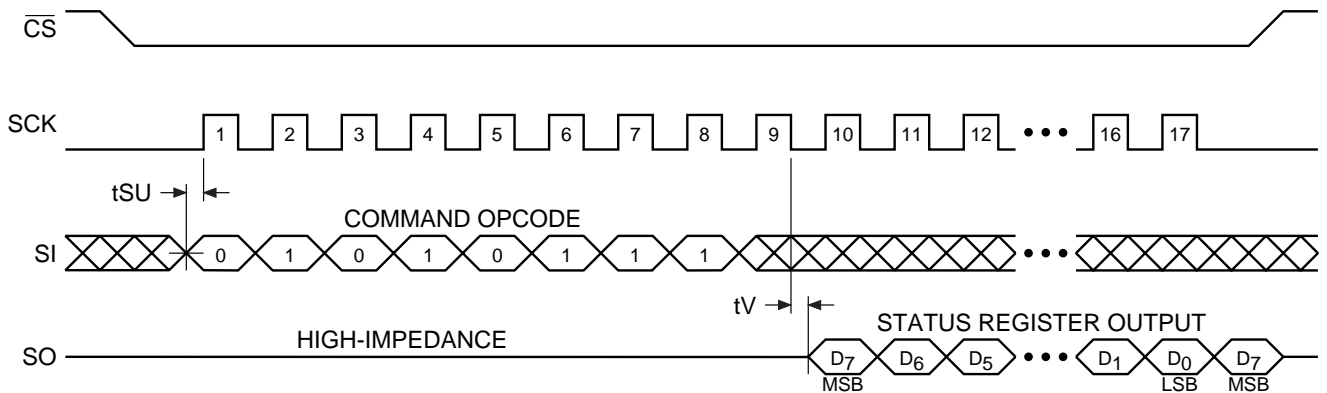 CS
SCK 1 2 3 4 5 6 7 8 9 10 11 12 ••• 16 17
tSU
COMMAND OPCODE
SI 0 1 0 1 0 1 1 1 •••
tV
HIGH-IMPEDANCE STATUS REGISTER OUTPUT
SO D7 D6 D5 ••• D1 D0 D7
MSB LSB MSB